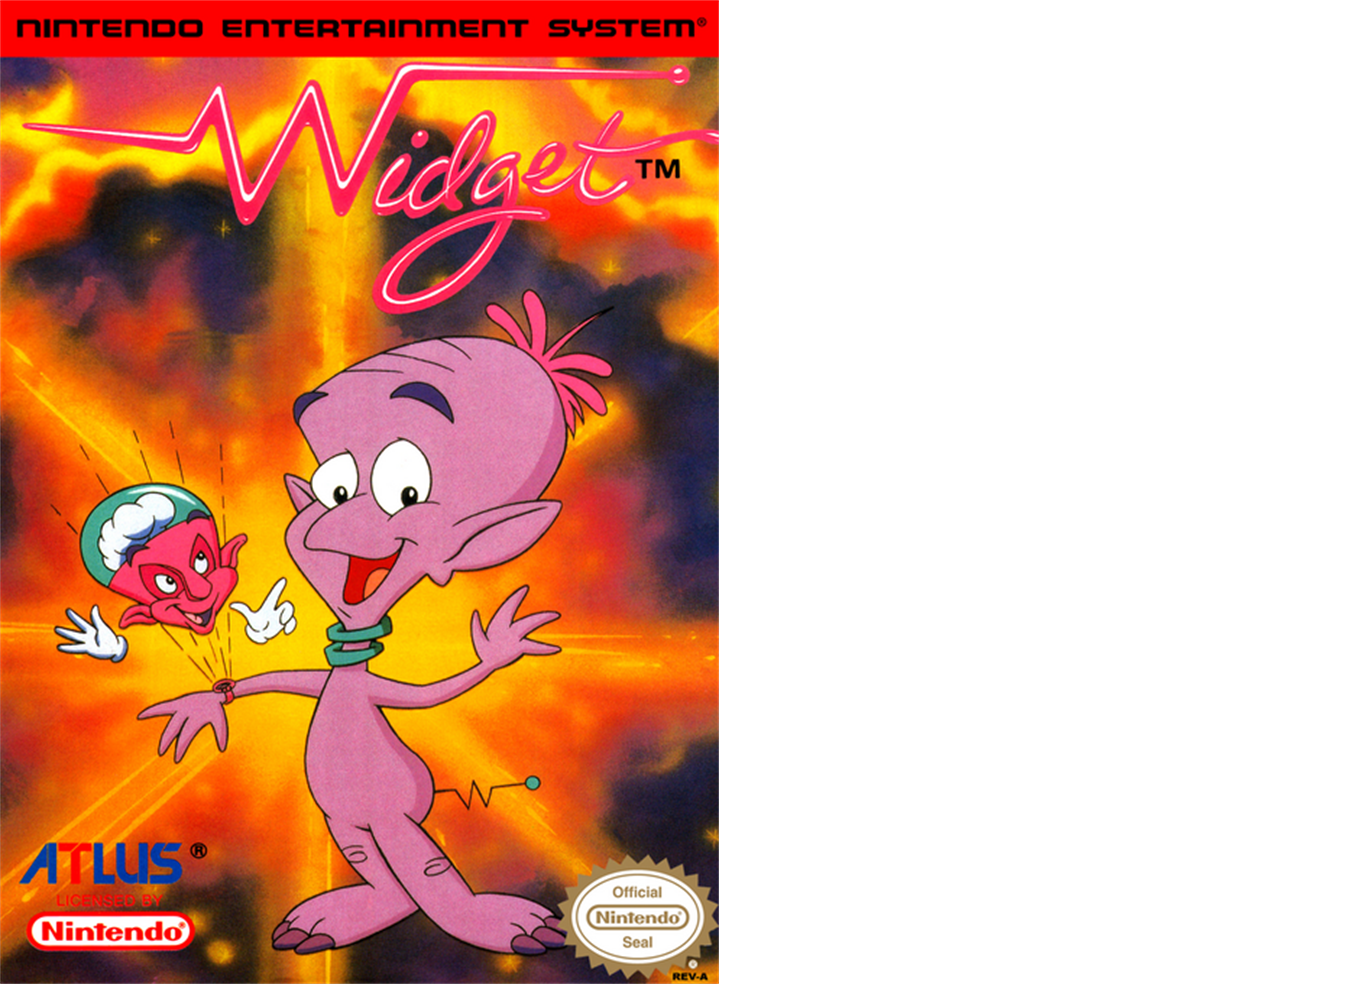 NINTENDO ENTERTAINMENT SYSTEM®
Widget™
ATLUS®
LICENSED BY
Nintendo®
Official
Nintendo®
Seal
®
REV-A